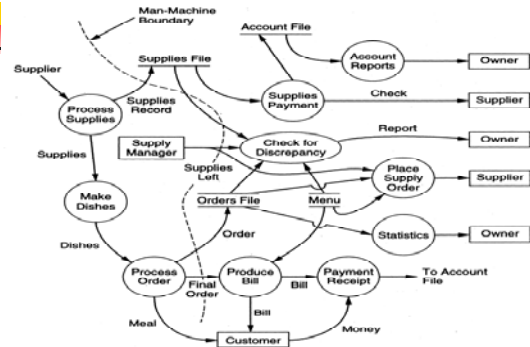 Man-Machine
Boundary
Account File
Supplier
Supplies File
Account
Reports
Owner
Process
Supplies
Supplies
Record
Supplies
Payment
Check
Supplier
Supplies
Supply
Manager
Check for
Discrepancy
Report
Owner
Supplies
Left
Place
Supply
Order
Supplier
Make
Dishes
Orders File
Menu
Order
Statistics
Owner
Dishes
Process
Order
Final
Order
Produce
Bill
Bill
Payment
Receipt
To Account
File
Meal
Bill
Money
Customer